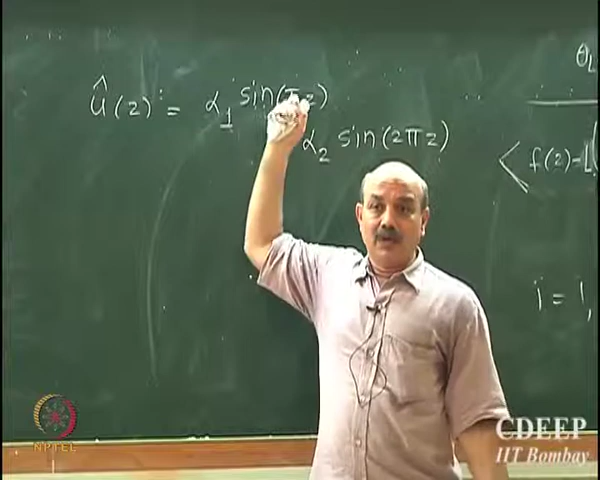 û(z) = α₁ sin(πz)
α₂ sin(2πz)
< f(z) -
i = 1,
NPTEL
CDEEP
IIT Bombay